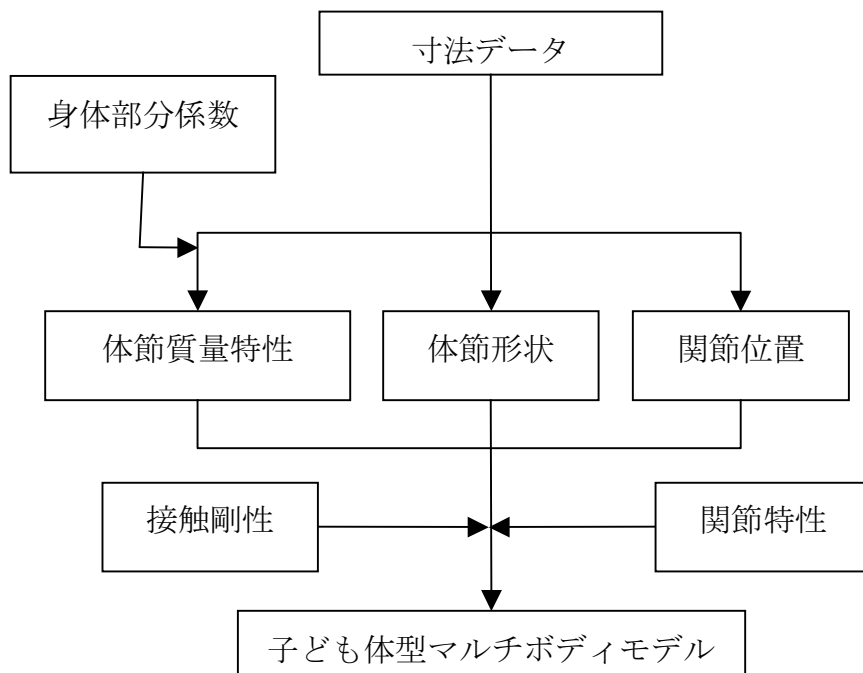 寸法データ
身体部分係数
体節質量特性
体節形状
関節位置
接触剛性
関節特性
子ども体型マルチボディモデル